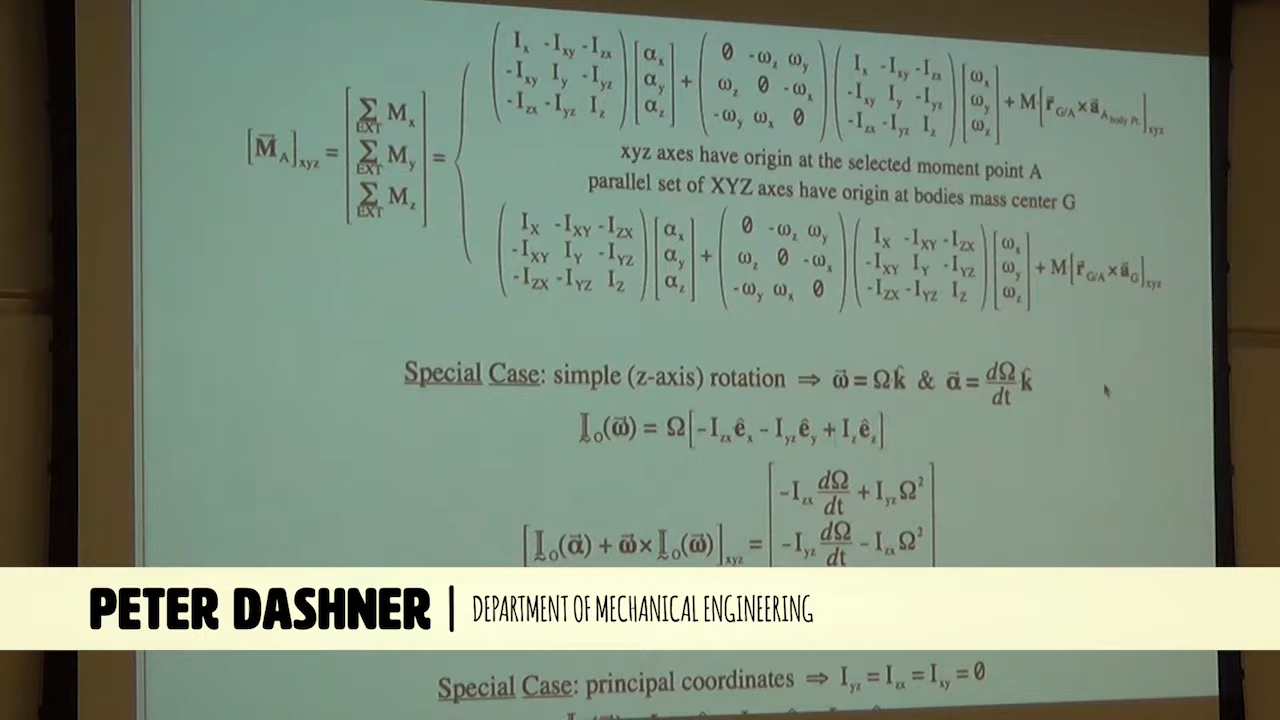 ( I_x -I_xy -I_zx ) [ α_x ] + ( 0 -ω_z ω_y ) ( I_x -I_xy -I_zx ) [ ω_x ]
( -I_xy I_y -I_yz ) [ α_y ] + ( ω_z 0 -ω_x ) ( -I_xy I_y -I_yz ) [ ω_y ] + M[r⃗_G/A × a⃗_A body Pt.]_xyz
( -I_zx -I_yz I_z ) [ α_z ] + ( -ω_y ω_x 0 ) ( -I_zx -I_yz I_z ) [ ω_z ]
[M⃗_A]_xyz = [ Σ_EXT M_x
Σ_EXT M_y
Σ_EXT M_z ] = {
xyz axes have origin at the selected moment point A
parallel set of XYZ axes have origin at bodies mass center G
( I_X -I_XY -I_ZX ) [ α_x ] + ( 0 -ω_z ω_y ) ( I_X -I_XY -I_ZX ) [ ω_x ]
( -I_XY I_Y -I_YZ ) [ α_y ] + ( ω_z 0 -ω_x ) ( -I_XY I_Y -I_YZ ) [ ω_y ] + M[r⃗_G/A × a⃗_G]_xyz
( -I_ZX -I_YZ I_Z ) [ α_z ] + ( -ω_y ω_x 0 ) ( -I_ZX -I_YZ I_Z ) [ ω_z ]
Special Case: simple (z-axis) rotation ⇒ ω⃗ = Ωk̂ & α⃗ = dΩ/dt k̂
I_O(ω⃗) = Ω[-I_zx ê_x - I_yz ê_y + I_z ê_z]
[I_O(α⃗) + ω⃗ × I_O(ω⃗)]_xyz = [ -I_zx dΩ/dt + I_yz Ω²
-I_yz dΩ/dt - I_zx Ω²
PETER DASHNER | DEPARTMENT OF MECHANICAL ENGINEERING
Special Case: principal coordinates ⇒ I_yz = I_zx = I_xy = 0